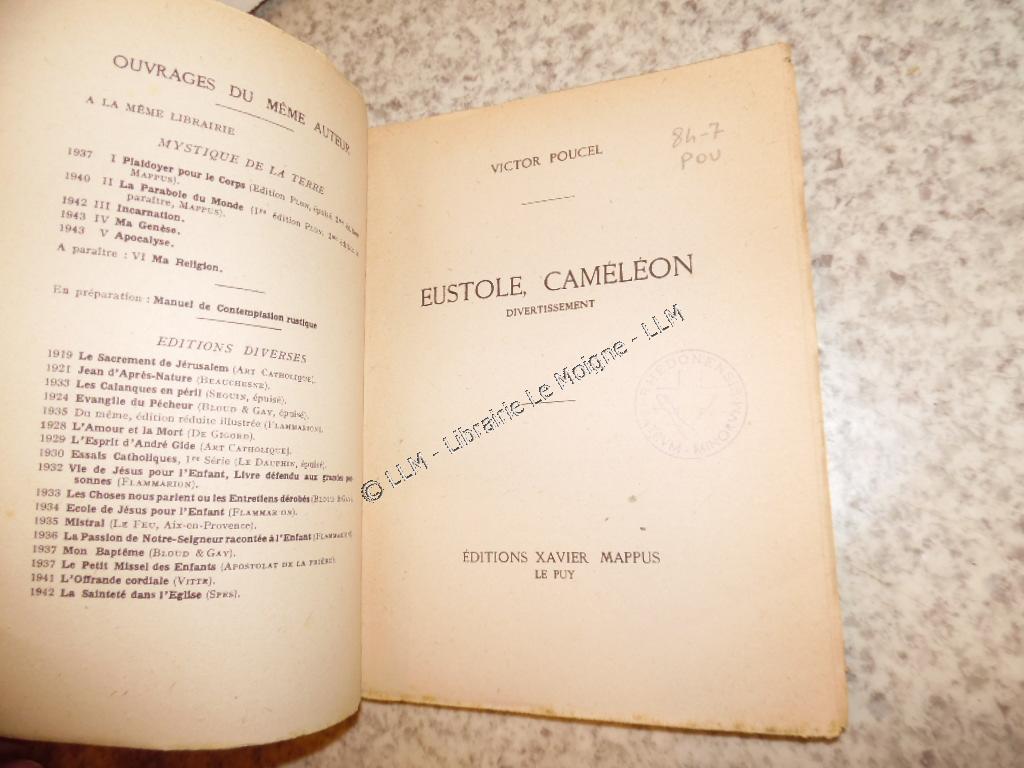 OUVRAGES DU MÊME AUTEUR
A LA MÊME LIBRAIRIE
MYSTIQUE DE LA TERRE
1937 I Plaidoyer pour le Corps (Edition PLON, épuisé,
MAPPUS).
1940 II La Parabole du Monde (1re édition PLON,
paraître, MAPPUS).
1942 III Incarnation.
1943 IV Ma Genèse.
1943 V Apocalyse.
A paraître : VI Ma Religion.
En préparation : Manuel de Contemplation rustique
EDITIONS DIVERSES
1919 Le Sacrement de Jérusalem (ART CATHOLIQUE).
1921 Jean d'Après-Nature (BEAUCHESNE).
1933 Les Calanques en péril (SEGUIN, épuisé).
1924 Evangile du Pécheur (BLOUD & GAY, épuisé).
1935 Du même, édition réduite illustrée (FLAMMARION).
1928 L'Amour et la Mort (DE GIGORD).
1929 L'Esprit d'André Gide (ART CATHOLIQUE).
1930 Essais Catholiques, 1re Série (LE DAUPHIN, épuisé).
1932 Vie de Jésus pour l'Enfant, Livre défendu aux grandes per
sonnes (FLAMMARION).
1933 Les Choses nous parlent ou les Entretiens dérobés (BLOUD & GAY)
1934 Ecole de Jésus pour l'Enfant (FLAMMARION).
1935 Mistral (LE FEU, Aix-en-Provence).
1936 La Passion de Notre-Seigneur racontée à l'Enfant (FLAMMARION)
1937 Mon Baptême (BLOUD & GAY).
1937 Le Petit Missel des Enfants (APOSTOLAT DE LA PRIÈRE).
1941 L'Offrande cordiale (VITTE).
1942 La Sainteté dans l'Eglise (SPES).
84-7
POU
VICTOR POUCEL
EUSTOLE, CAMÉLÉON
DIVERTISSEMENT
© LLM - Librairie Le Moigne - LLM
ÉDITIONS XAVIER MAPPUS
LE PUY